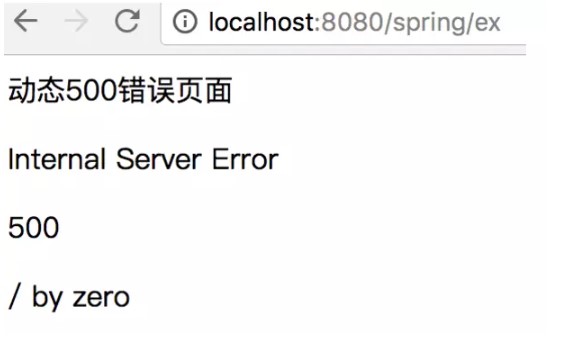 localhost:8080/spring/ex
动态500错误页面
Internal Server Error
500
/ by zero